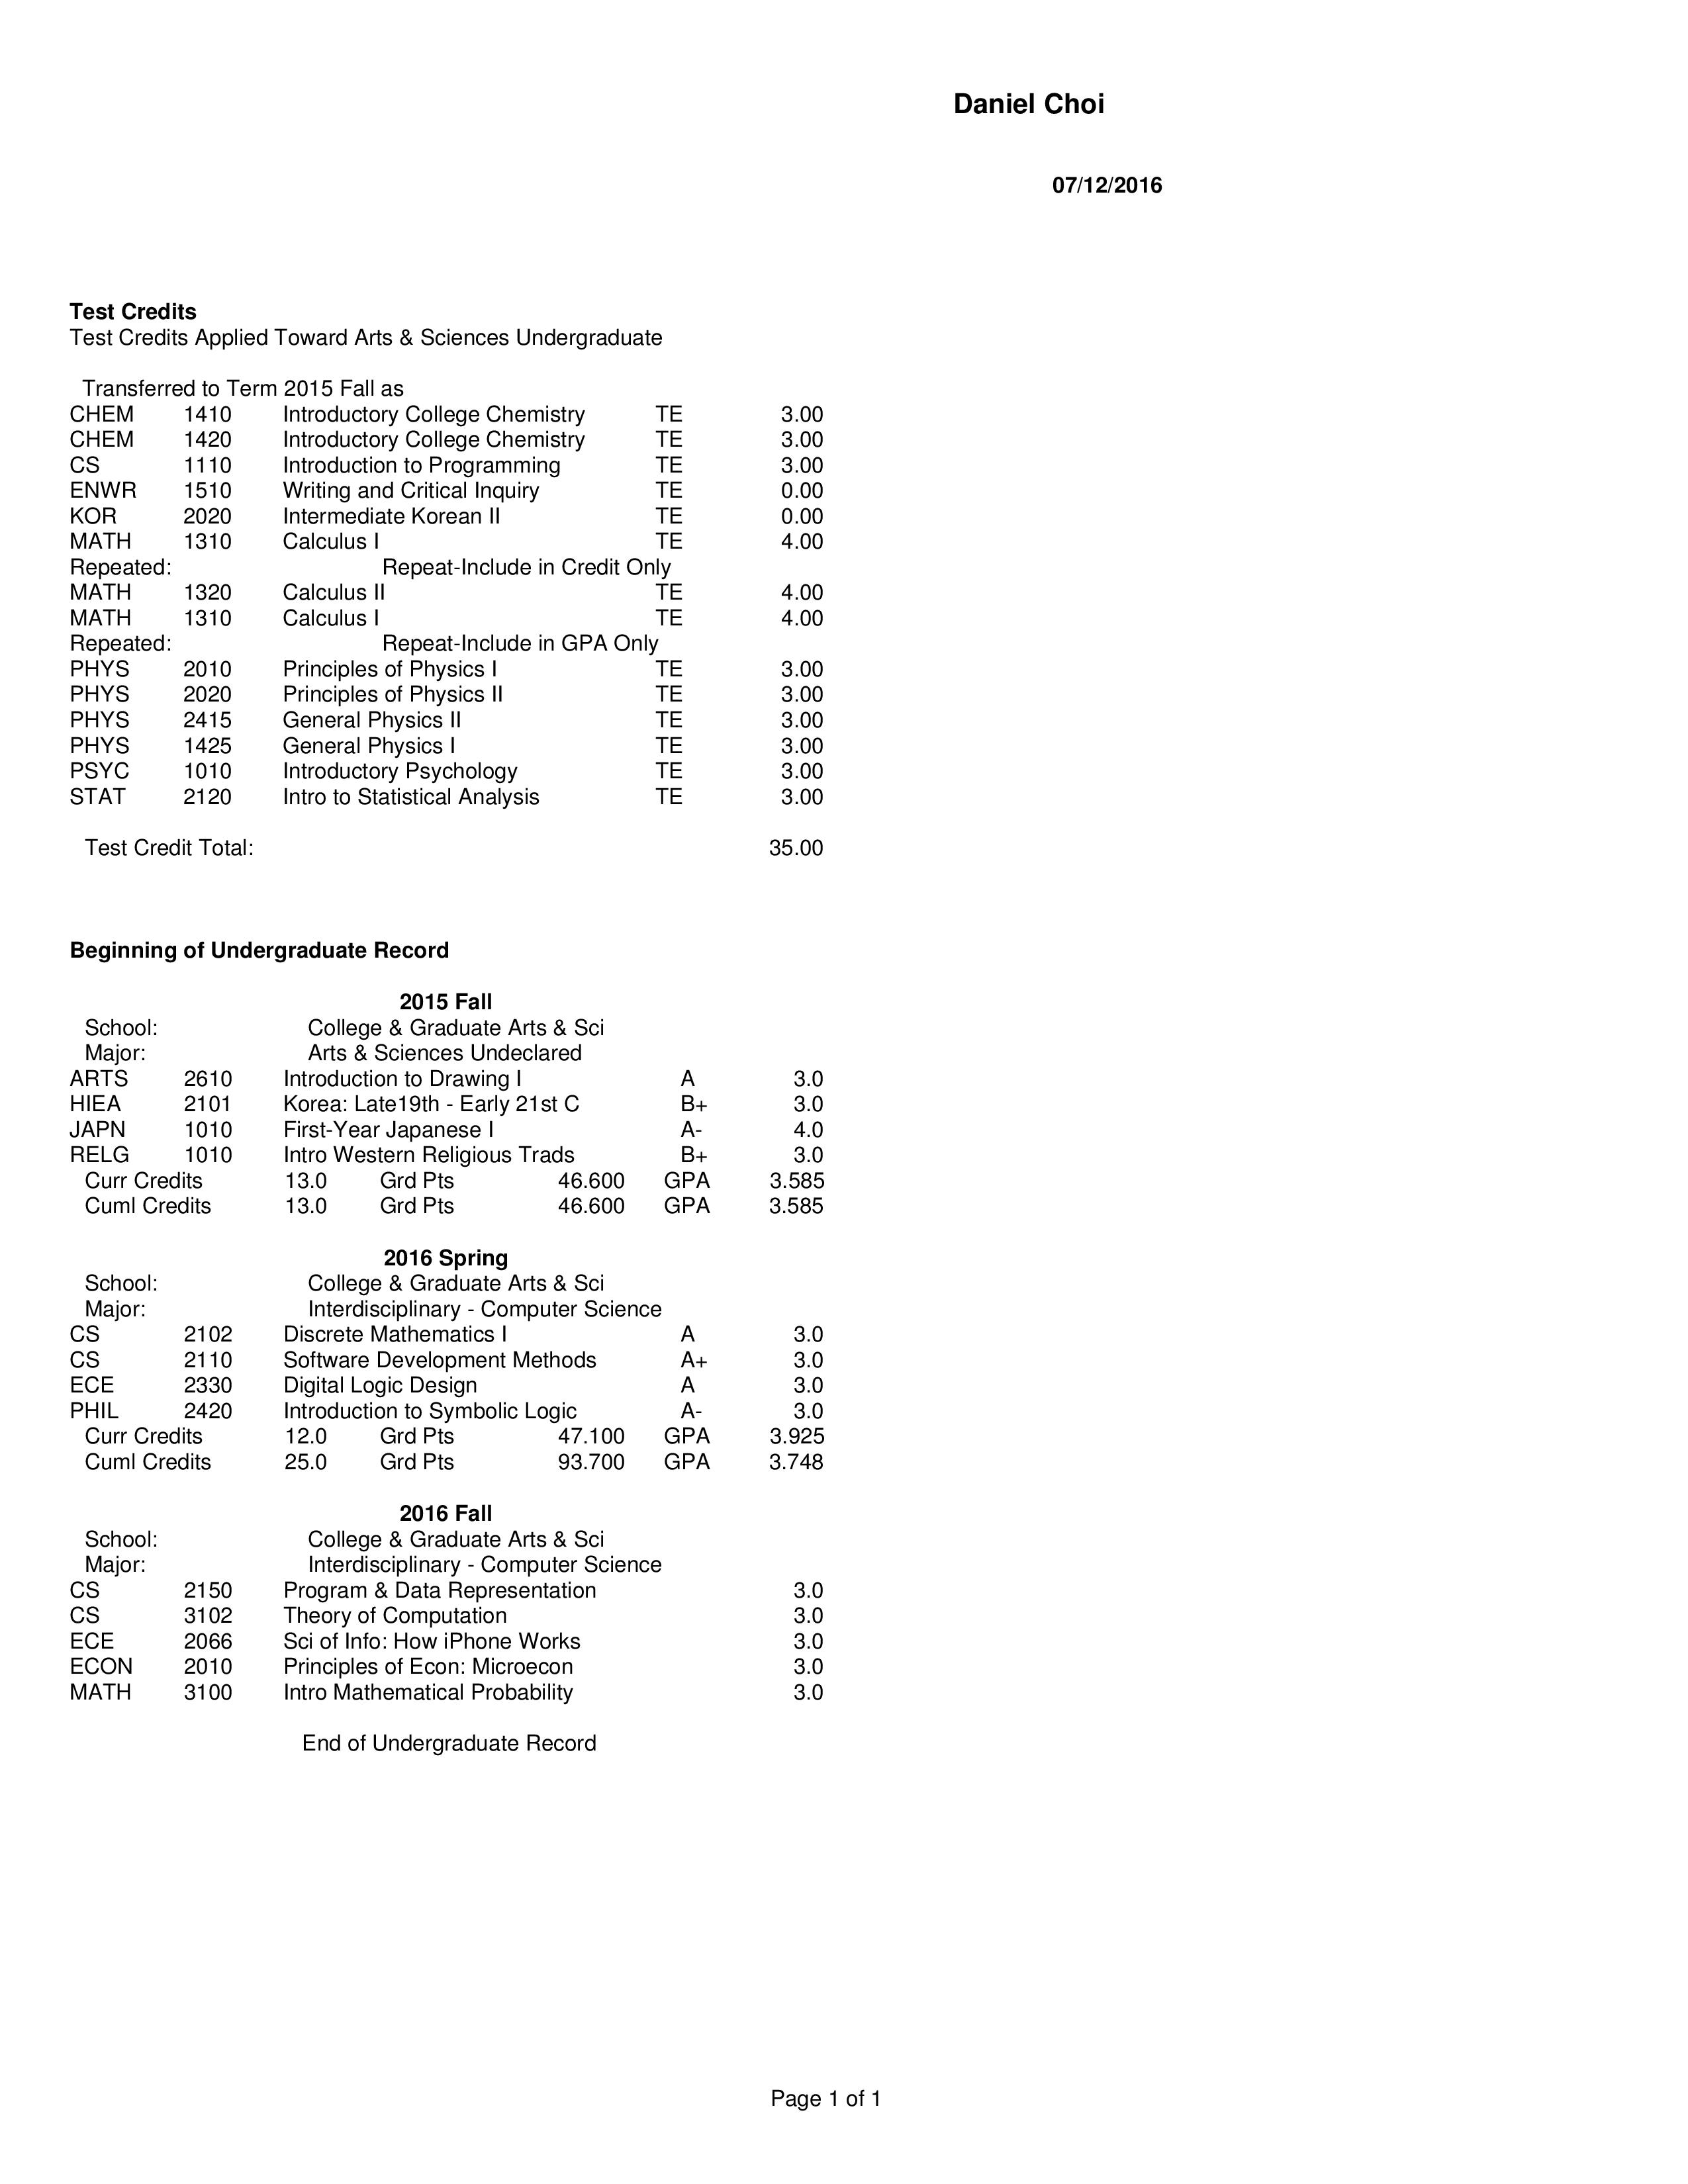 Daniel Choi
07/12/2016
Test Credits
Test Credits Applied Toward Arts & Sciences Undergraduate
Transferred to Term 2015 Fall as
CHEM 1410 Introductory College Chemistry TE 3.00
CHEM 1420 Introductory College Chemistry TE 3.00
CS 1110 Introduction to Programming TE 3.00
ENWR 1510 Writing and Critical Inquiry TE 0.00
KOR 2020 Intermediate Korean II TE 0.00
MATH 1310 Calculus I TE 4.00
Repeated: Repeat-Include in Credit Only
MATH 1320 Calculus II TE 4.00
MATH 1310 Calculus I TE 4.00
Repeated: Repeat-Include in GPA Only
PHYS 2010 Principles of Physics I TE 3.00
PHYS 2020 Principles of Physics II TE 3.00
PHYS 2415 General Physics II TE 3.00
PHYS 1425 General Physics I TE 3.00
PSYC 1010 Introductory Psychology TE 3.00
STAT 2120 Intro to Statistical Analysis TE 3.00
Test Credit Total: 35.00
Beginning of Undergraduate Record
2015 Fall
School: College & Graduate Arts & Sci
Major: Arts & Sciences Undeclared
ARTS 2610 Introduction to Drawing I A 3.0
HIEA 2101 Korea: Late19th - Early 21st C B+ 3.0
JAPN 1010 First-Year Japanese I A- 4.0
RELG 1010 Intro Western Religious Trads B+ 3.0
Curr Credits 13.0 Grd Pts 46.600 GPA 3.585
Cuml Credits 13.0 Grd Pts 46.600 GPA 3.585
2016 Spring
School: College & Graduate Arts & Sci
Major: Interdisciplinary - Computer Science
CS 2102 Discrete Mathematics I A 3.0
CS 2110 Software Development Methods A+ 3.0
ECE 2330 Digital Logic Design A 3.0
PHIL 2420 Introduction to Symbolic Logic A- 3.0
Curr Credits 12.0 Grd Pts 47.100 GPA 3.925
Cuml Credits 25.0 Grd Pts 93.700 GPA 3.748
2016 Fall
School: College & Graduate Arts & Sci
Major: Interdisciplinary - Computer Science
CS 2150 Program & Data Representation 3.0
CS 3102 Theory of Computation 3.0
ECE 2066 Sci of Info: How iPhone Works 3.0
ECON 2010 Principles of Econ: Microecon 3.0
MATH 3100 Intro Mathematical Probability 3.0
End of Undergraduate Record
Page 1 of 1